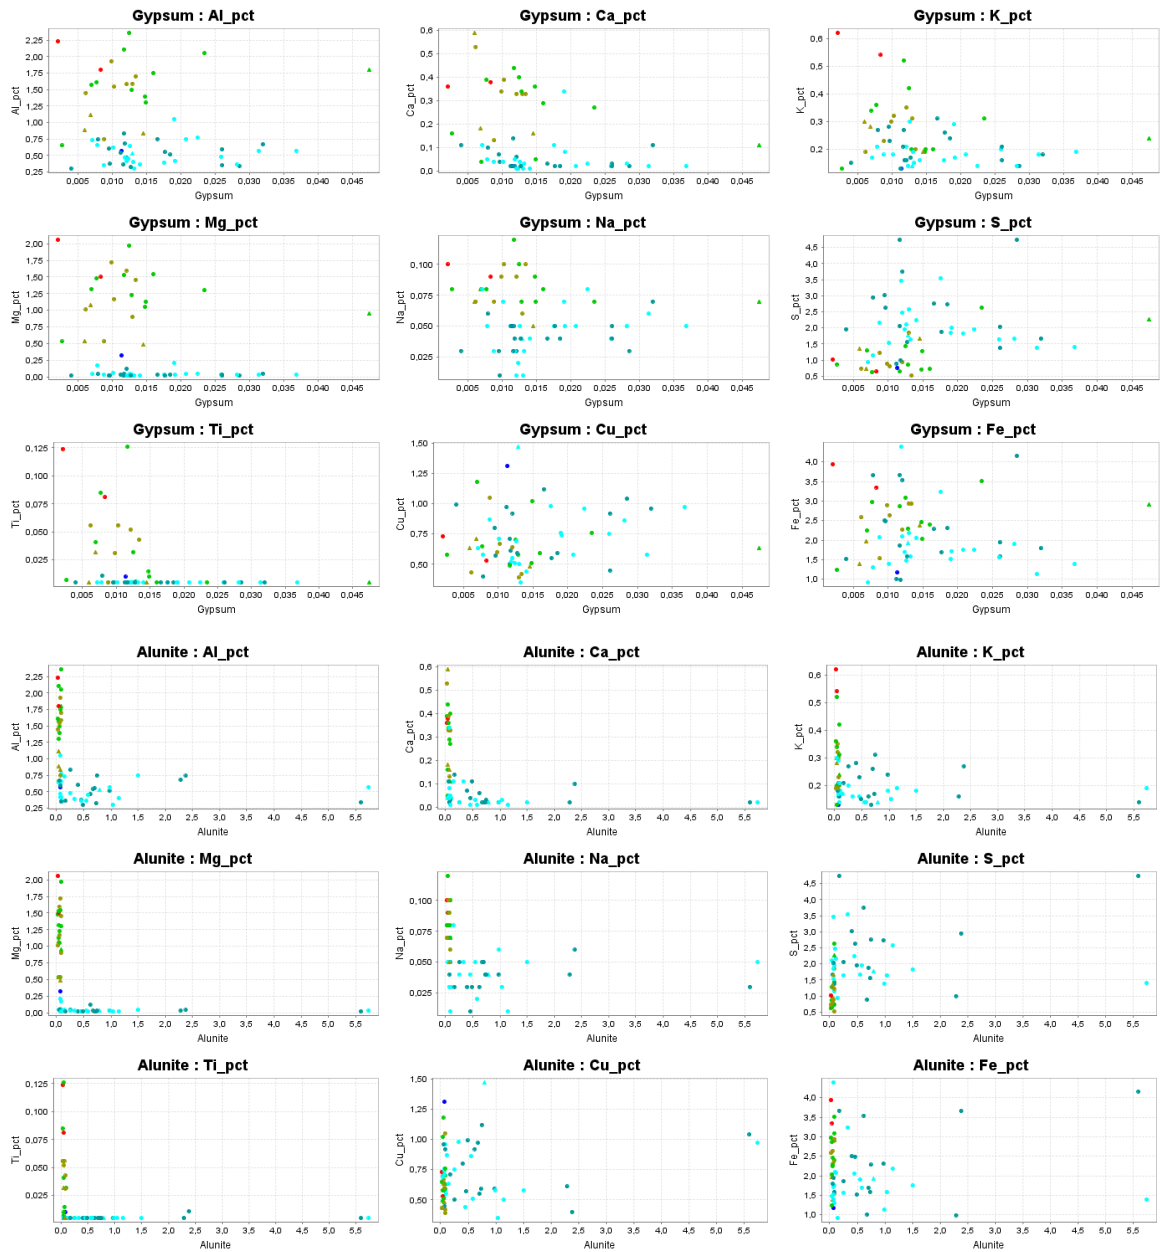 Gypsum : Al_pct
Al_pct
2,25
2,00
1,75
1,50
1,25
1,00
0,75
0,50
0,25
0,005 0,010 0,015 0,020 0,025 0,030 0,035 0,040 0,045
Gypsum
Gypsum : Ca_pct
Ca_pct
0,6
0,5
0,4
0,3
0,2
0,1
0,0
0,005 0,010 0,015 0,020 0,025 0,030 0,035 0,040 0,045
Gypsum
Gypsum : K_pct
K_pct
0,6
0,5
0,4
0,3
0,2
0,005 0,010 0,015 0,020 0,025 0,030 0,035 0,040 0,045
Gypsum
Gypsum : Mg_pct
Mg_pct
2,00
1,75
1,50
1,25
1,00
0,75
0,50
0,25
0,00
0,005 0,010 0,015 0,020 0,025 0,030 0,035 0,040 0,045
Gypsum
Gypsum : Na_pct
Na_pct
0,100
0,075
0,050
0,025
0,005 0,010 0,015 0,020 0,025 0,030 0,035 0,040 0,045
Gypsum
Gypsum : S_pct
S_pct
4,5
4,0
3,5
3,0
2,5
2,0
1,5
1,0
0,5
0,005 0,010 0,015 0,020 0,025 0,030 0,035 0,040 0,045
Gypsum
Gypsum : Ti_pct
Ti_pct
0,125
0,100
0,075
0,050
0,025
0,005 0,010 0,015 0,020 0,025 0,030 0,035 0,040 0,045
Gypsum
Gypsum : Cu_pct
Cu_pct
1,50
1,25
1,00
0,75
0,50
0,005 0,010 0,015 0,020 0,025 0,030 0,035 0,040 0,045
Gypsum
Gypsum : Fe_pct
Fe_pct
4,0
3,5
3,0
2,5
2,0
1,5
1,0
0,005 0,010 0,015 0,020 0,025 0,030 0,035 0,040 0,045
Gypsum
Alunite : Al_pct
Al_pct
2,25
2,00
1,75
1,50
1,25
1,00
0,75
0,50
0,25
0,0 0,5 1,0 1,5 2,0 2,5 3,0 3,5 4,0 4,5 5,0 5,5
Alunite
Alunite : Ca_pct
Ca_pct
0,6
0,5
0,4
0,3
0,2
0,1
0,0
0,0 0,5 1,0 1,5 2,0 2,5 3,0 3,5 4,0 4,5 5,0 5,5
Alunite
Alunite : K_pct
K_pct
0,6
0,5
0,4
0,3
0,2
0,0 0,5 1,0 1,5 2,0 2,5 3,0 3,5 4,0 4,5 5,0 5,5
Alunite
Alunite : Mg_pct
Mg_pct
2,00
1,75
1,50
1,25
1,00
0,75
0,50
0,25
0,00
0,0 0,5 1,0 1,5 2,0 2,5 3,0 3,5 4,0 4,5 5,0 5,5
Alunite
Alunite : Na_pct
Na_pct
0,100
0,075
0,050
0,025
0,0 0,5 1,0 1,5 2,0 2,5 3,0 3,5 4,0 4,5 5,0 5,5
Alunite
Alunite : S_pct
S_pct
4,5
4,0
3,5
3,0
2,5
2,0
1,5
1,0
0,5
0,0 0,5 1,0 1,5 2,0 2,5 3,0 3,5 4,0 4,5 5,0 5,5
Alunite
Alunite : Ti_pct
Ti_pct
0,125
0,100
0,075
0,050
0,025
0,0 0,5 1,0 1,5 2,0 2,5 3,0 3,5 4,0 4,5 5,0 5,5
Alunite
Alunite : Cu_pct
Cu_pct
1,50
1,25
1,00
0,75
0,50
0,0 0,5 1,0 1,5 2,0 2,5 3,0 3,5 4,0 4,5 5,0 5,5
Alunite
Alunite : Fe_pct
Fe_pct
4,0
3,5
3,0
2,5
2,0
1,5
1,0
0,0 0,5 1,0 1,5 2,0 2,5 3,0 3,5 4,0 4,5 5,0 5,5
Alunite